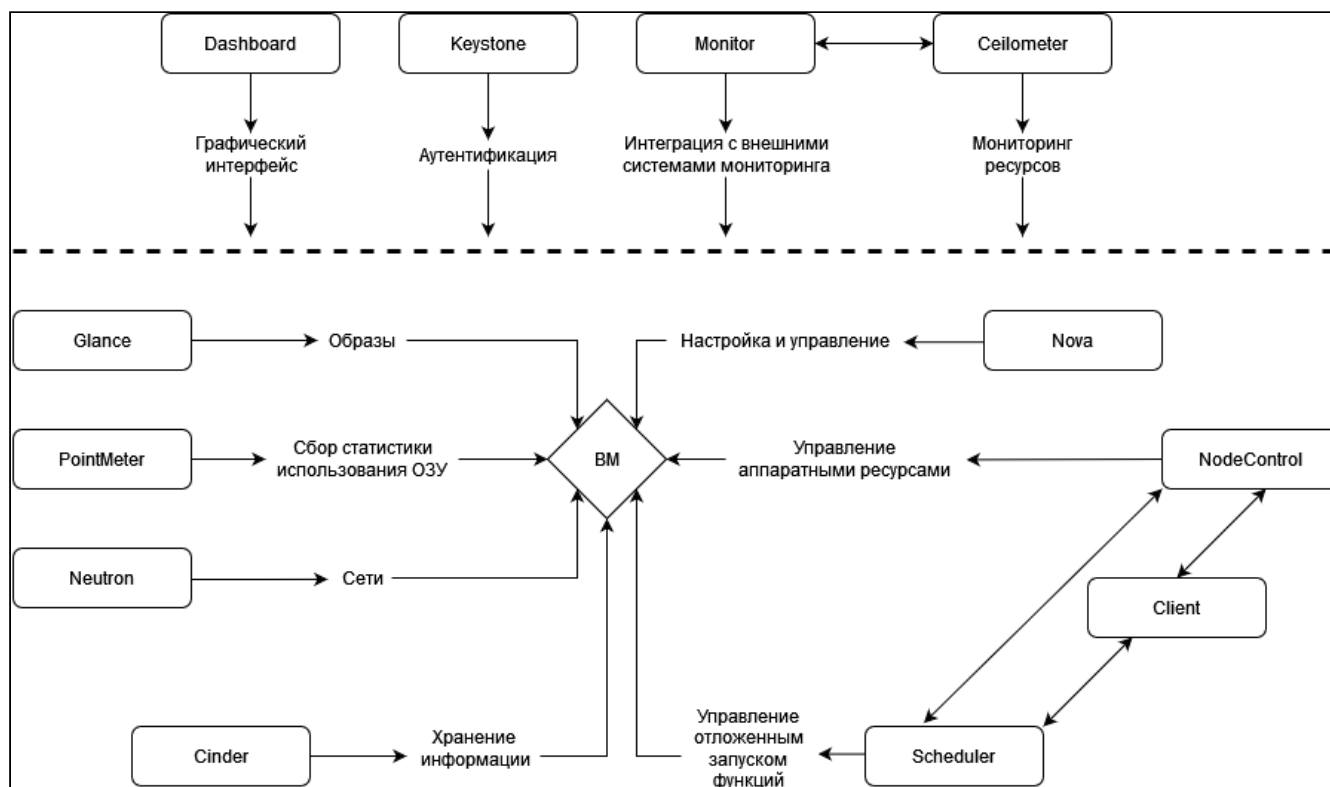 Dashboard
Keystone
Monitor
Ceilometer
Графический
интерфейс
Аутентификация
Интеграция с внешними
системами мониторинга
Мониторинг
ресурсов
Glance
Образы
Настройка и управление
Nova
PointMeter
Сбор статистики
использования ОЗУ
ВМ
Управление
аппаратными ресурсами
NodeControl
Neutron
Сети
Client
Cinder
Хранение
информации
Управление
отложенным
запуском
функций
Scheduler